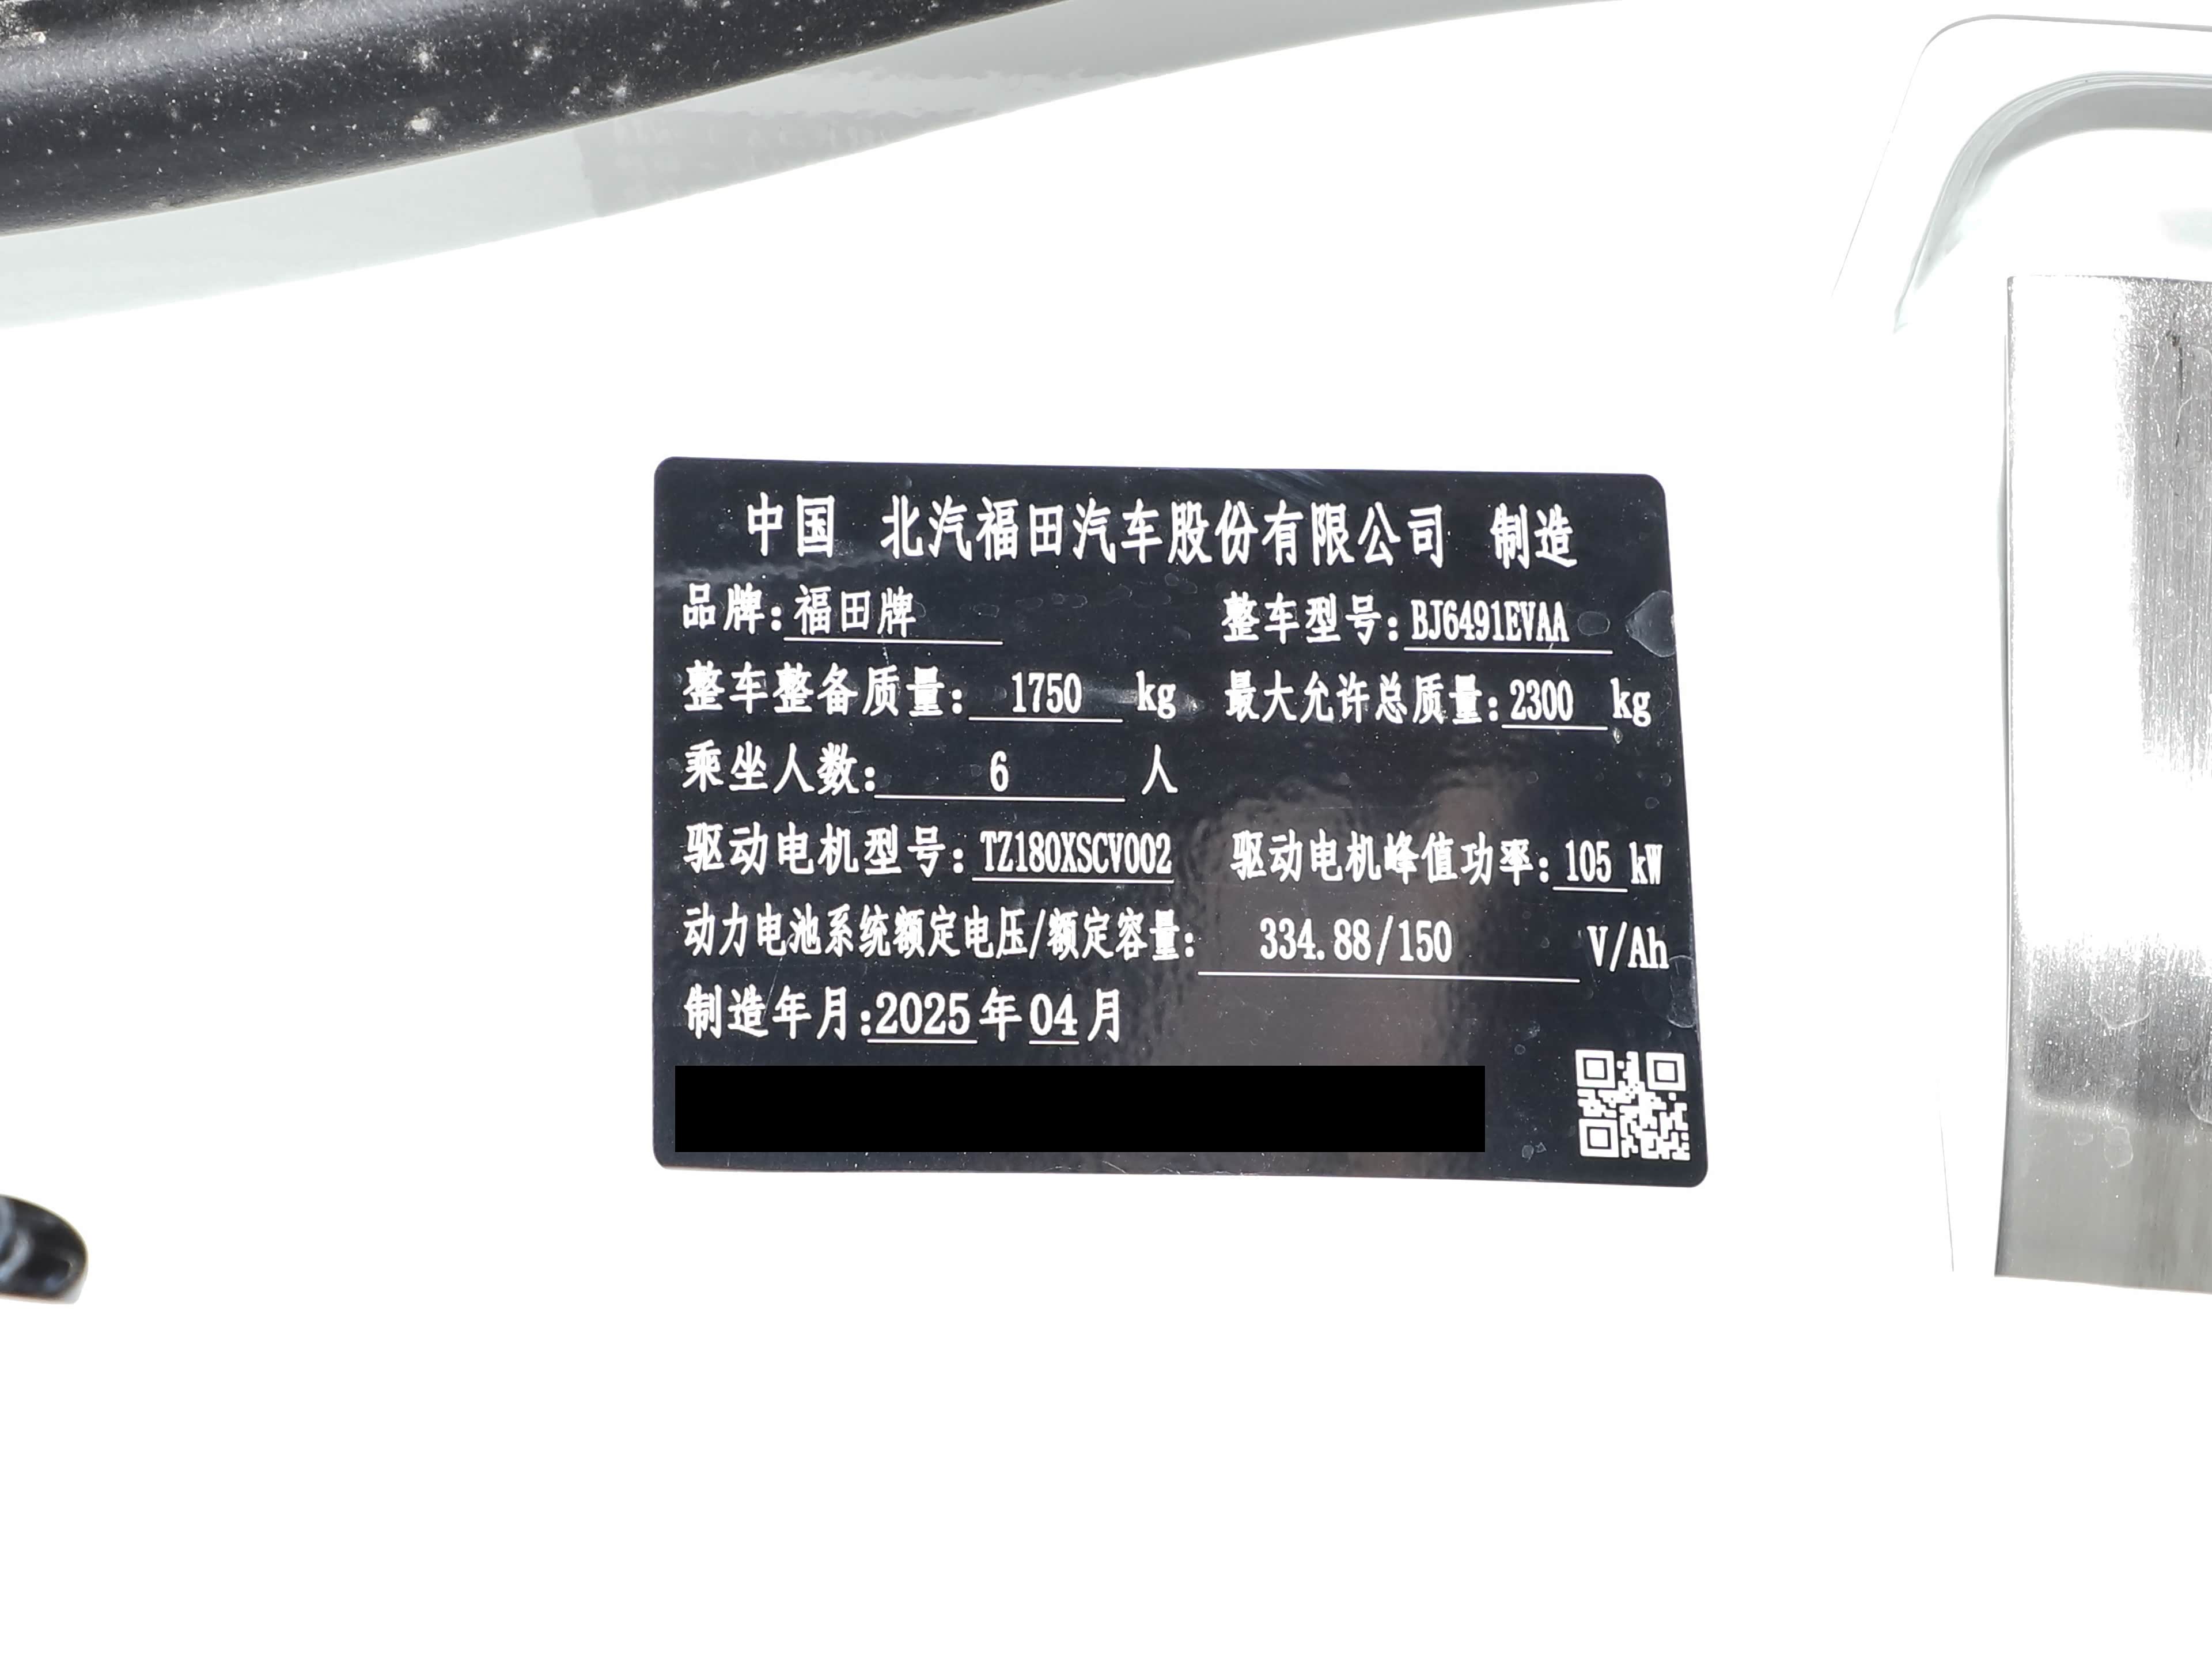 中国 北汽福田汽车股份有限公司 制造
品牌:福田牌 整车型号:BJ6491EVAA
整车整备质量: 1750 kg 最大允许总质量:2300 kg
乘坐人数: 6 人
驱动电机型号:TZ180XSCV002 驱动电机峰值功率:105 kW
动力电池系统额定电压/额定容量: 334.88/150 V/Ah
制造年月:2025年04月